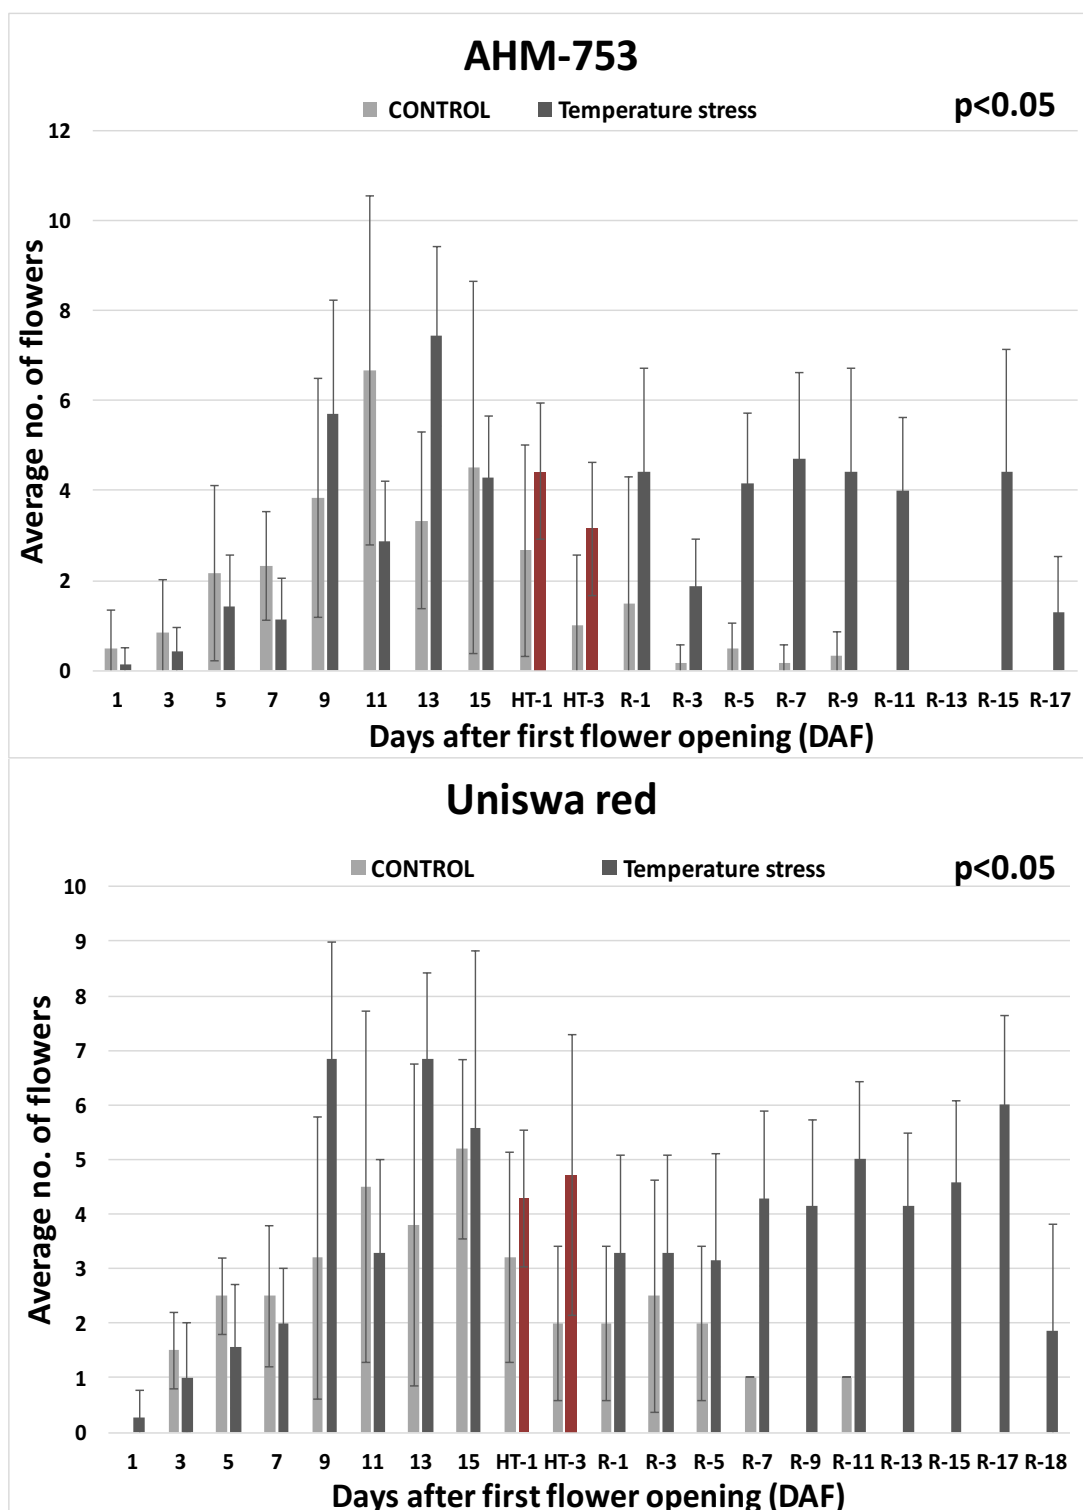 AHM-753
CONTROL Temperature stress p<0.05
12
10
8
6
4
2
0
Average no. of flowers
1 3 5 7 9 11 13 15 HT-1 HT-3 R-1 R-3 R-5 R-7 R-9 R-11 R-13 R-15 R-17
Days after first flower opening (DAF)
Uniswa red
CONTROL Temperature stress p<0.05
10
9
8
7
6
5
4
3
2
1
0
Average no. of flowers
1 3 5 7 9 11 13 15 HT-1 HT-3 R-1 R-3 R-5 R-7 R-9 R-11 R-13 R-15 R-17 R-18
Days after first flower opening (DAF)